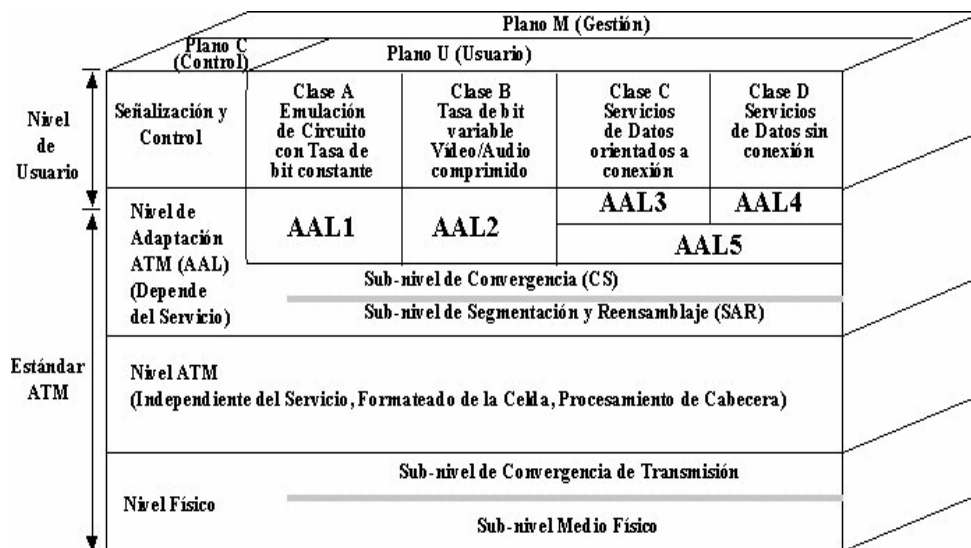 Plano M (Gestión)
Plano C
(Control)
Plano U (Usuario)
Nivel
de
Usuario
Señalización y
Control
Clase A
Emulación
de Circuito
con Tasa de
bit constante
Clase B
Tasa de bit
variable
Vídeo/Audio
comprimido
Clase C
Servicios
de Datos
orientados a
conexión
Clase D
Servicios
de Datos sin
conexión
Nivel de
Adaptación
ATM (AAL)
(Depende
del Servicio)
AAL1
AAL2
AAL3
AAL4
AAL5
Sub-nivel de Convergencia (CS)
Sub-nivel de Segmentación y Reensamblaje (SAR)
Estándar
ATM
Nivel ATM
(Independiente del Servicio, Formateado de la Celda, Procesamiento de Cabecera)
Nivel Físico
Sub-nivel de Convergencia de Transmisión
Sub-nivel Medio Físico